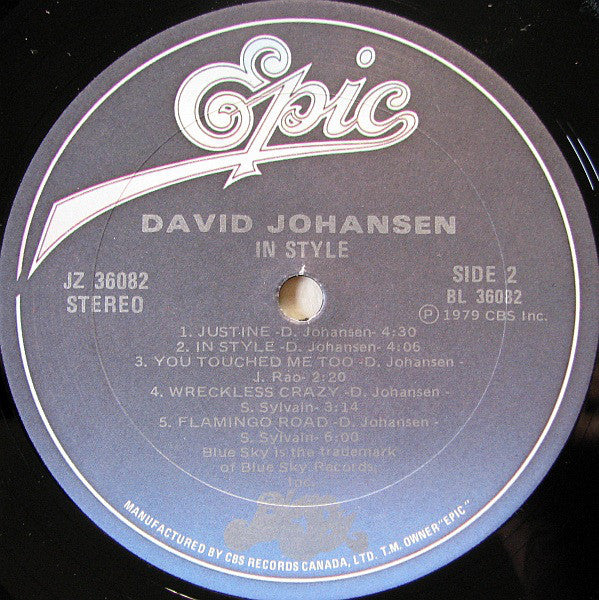 Epic
DAVID JOHANSEN
IN STYLE
JZ 36082
STEREO
SIDE 2
BL 36082
Ⓟ 1979 CBS Inc.
1. JUSTINE -D. Johansen- 4:30
2. IN STYLE -D. Johansen- 4:06
3. YOU TOUCHED ME TOO -D. Johansen -
J. Rao- 2:20
4. WRECKLESS CRAZY -D. Johansen -
S. Sylvain- 3:14
5. FLAMINGO ROAD -D. Johansen -
S. Sylvain- 6:00
Blue Sky is the trademark
of Blue Sky Records,
Inc.
MANUFACTURED BY CBS RECORDS CANADA, LTD. T.M. OWNER "EPIC"